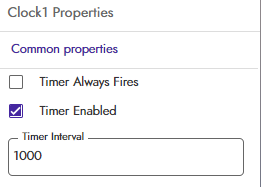 Clock1 Properties
Common properties
Timer Always Fires
Timer Enabled
Timer Interval
1000